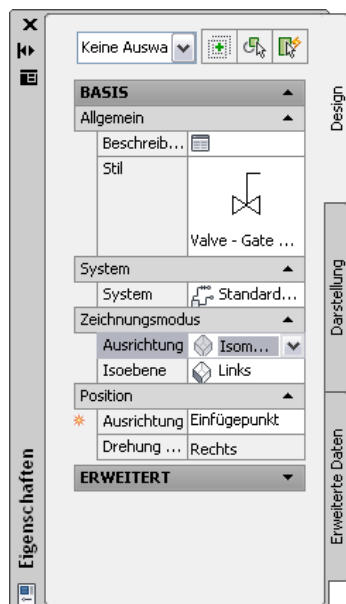 Keine Auswa
BASIS
Allgemein
Beschreib...
Stil
Valve - Gate ...
System
System Standard...
Zeichnungsmodus
Ausrichtung Isom...
Isoebene Links
Position
Ausrichtung Einfügepunkt
Drehung ... Rechts
ERWEITERT
Eigenschaften
Design
Darstellung
Erweiterte Daten